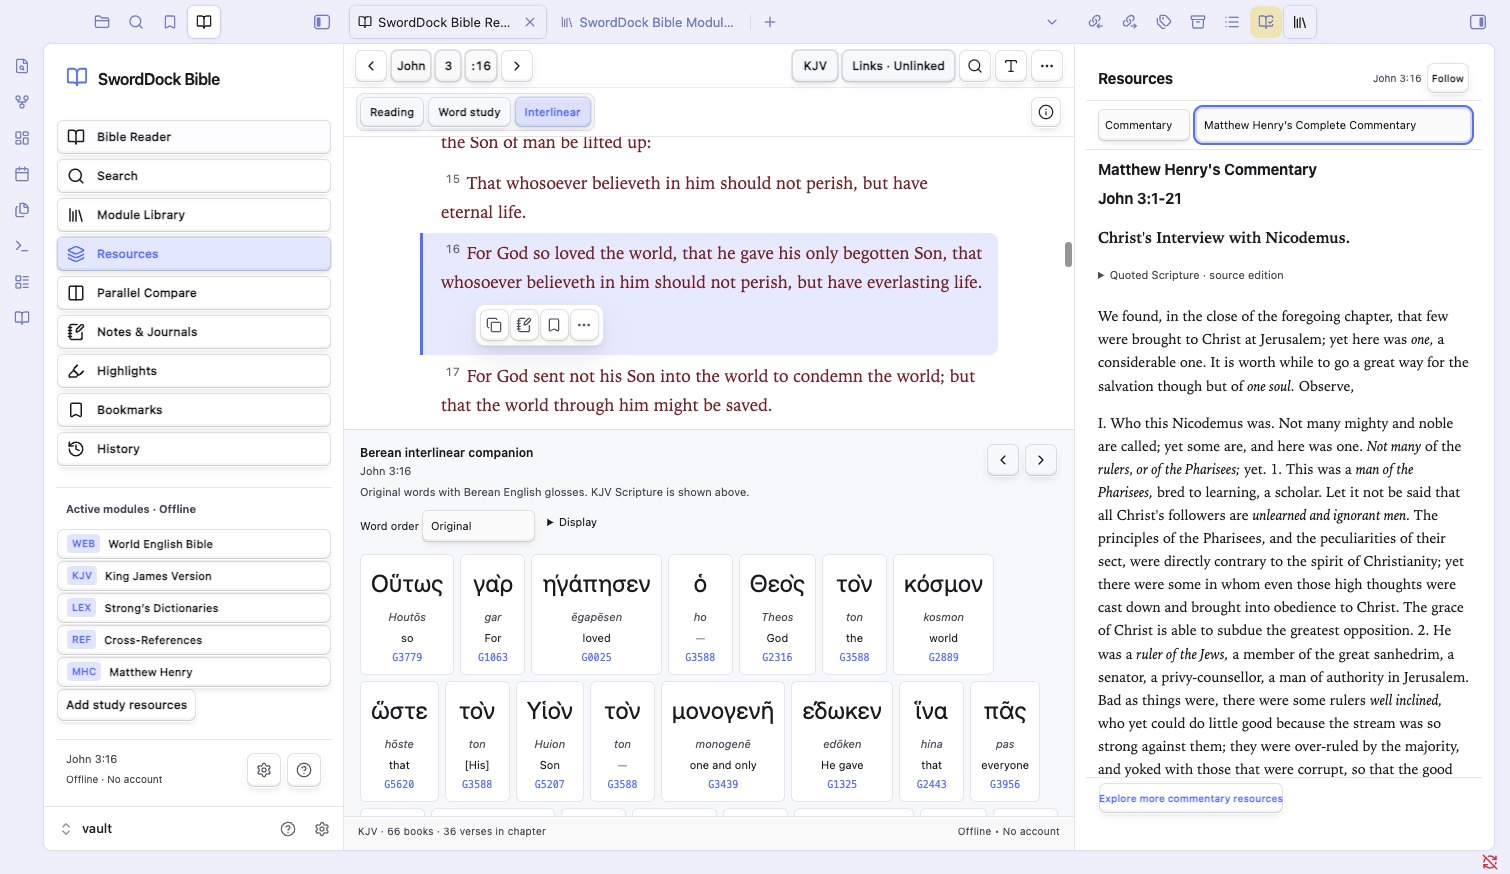 SwordDock Bible Re...
SwordDock Bible Modul...
SwordDock Bible
Bible Reader
Search
Module Library
Resources
Parallel Compare
Notes & Journals
Highlights
Bookmarks
History
Active modules · Offline
WEB World English Bible
KJV King James Version
LEX Strong's Dictionaries
REF Cross-References
MHC Matthew Henry
Add study resources
John 3:16
Offline · No account
vault
John 3 :16
KJV Links · Unlinked
Reading Word study Interlinear
the Son of man be lifted up:
15 That whosoever believeth in him should not perish, but have
eternal life.
16 For God so loved the world, that he gave his only begotten Son, that
whosoever believeth in him should not perish, but have everlasting life.
17 For God sent not his Son into the world to condemn the world; but
that the world through him might be saved.
Berean interlinear companion
John 3:16
Original words with Berean English glosses. KJV Scripture is shown above.
Word order Original Display
Οὕτως γὰρ ἠγάπησεν ὁ Θεὸς τὸν κόσμον
Houtōs gar ēgapēsen ho Theos ton kosmon
so For loved — God the world
G3779 G1063 G0025 G3588 G2316 G3588 G2889
ὥστε τὸν Υἱὸν τὸν μονογενῆ ἔδωκεν ἵνα πᾶς
hōste ton Huion ton monogenē edōken hina pas
that [His] Son — one and only He gave that everyone
G5620 G3588 G5207 G3588 G3439 G1325 G2443 G3956
KJV · 66 books · 36 verses in chapter
Offline • No account
Resources
John 3:16 Follow
Commentary Matthew Henry's Complete Commentary
Matthew Henry's Commentary
John 3:1-21
Christ's Interview with Nicodemus.
Quoted Scripture · source edition
We found, in the close of the foregoing chapter, that few
were brought to Christ at Jerusalem; yet here was one, a
considerable one. It is worth while to go a great way for the
salvation though but of one soul. Observe,
I. Who this Nicodemus was. Not many mighty and noble
are called; yet some are, and here was one. Not many of the
rulers, or of the Pharisees; yet. 1. This was a man of the
Pharisees, bred to learning, a scholar. Let it not be said that
all Christ's followers are unlearned and ignorant men. The
principles of the Pharisees, and the peculiarities of their
sect, were directly contrary to the spirit of Christianity; yet
there were some in whom even those high thoughts were
cast down and brought into obedience to Christ. The grace
of Christ is able to subdue the greatest opposition. 2. He
was a ruler of the Jews, a member of the great sanhedrim, a
senator, a privy-counsellor, a man of authority in Jerusalem.
Bad as things were, there were some rulers well inclined,
who yet could do little good because the stream was so
strong against them; they were over-ruled by the majority,
and yoked with those that were corrupt, so that the good
Explore more commentary resources